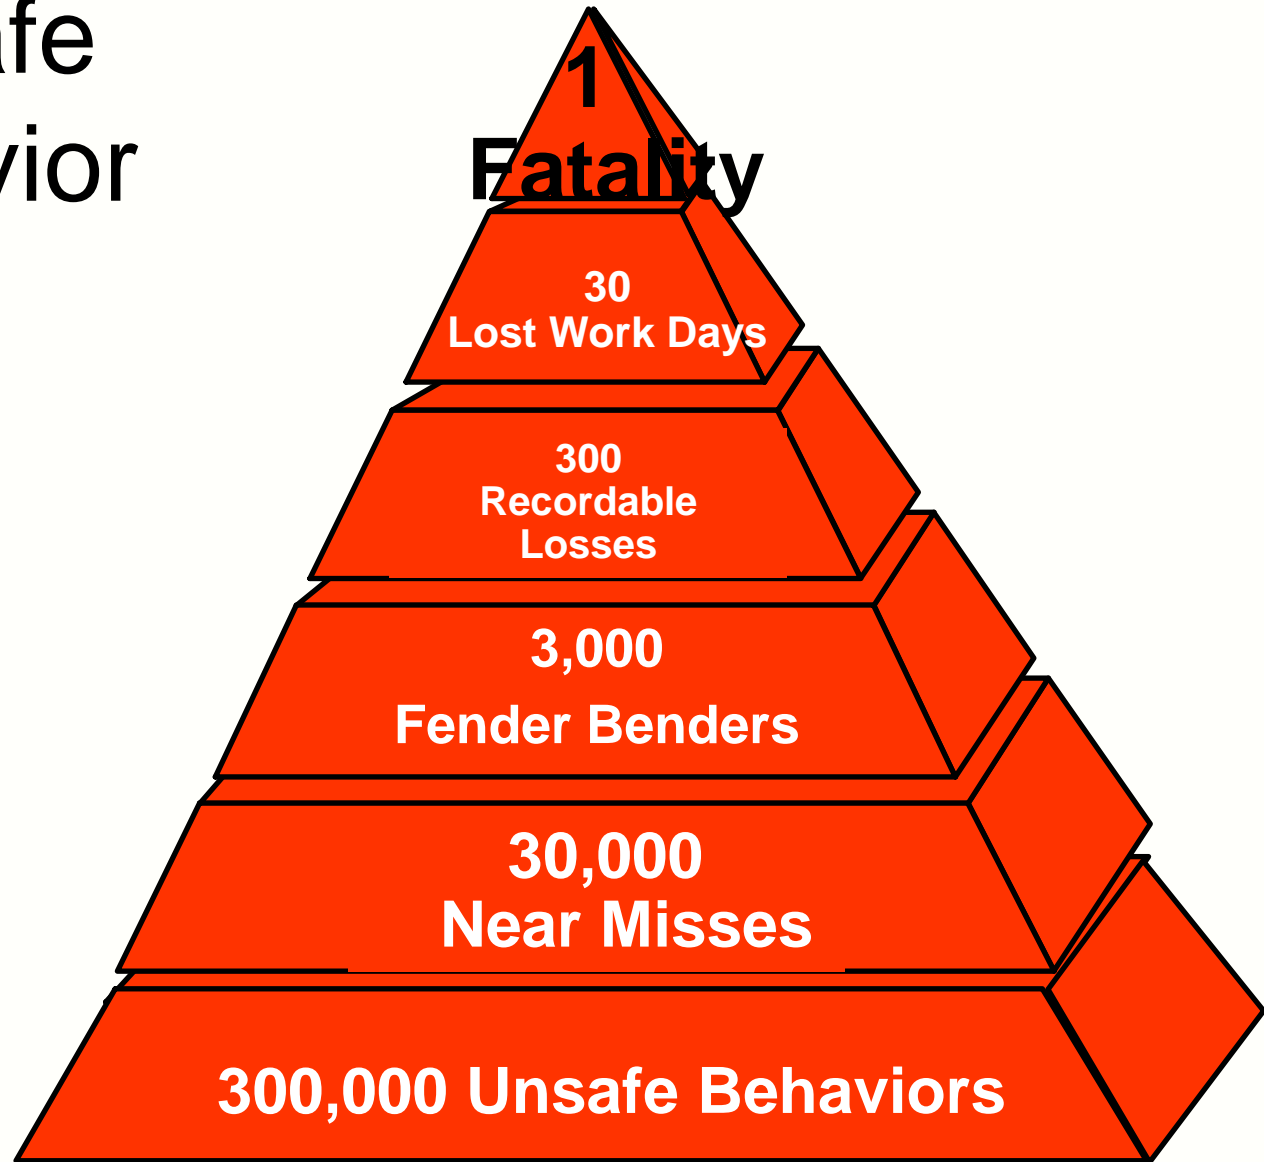 afe
vior
1
Fatality
30
Lost Work Days
300
Recordable
Losses
3,000
Fender Benders
30,000
Near Misses
300,000 Unsafe Behaviors